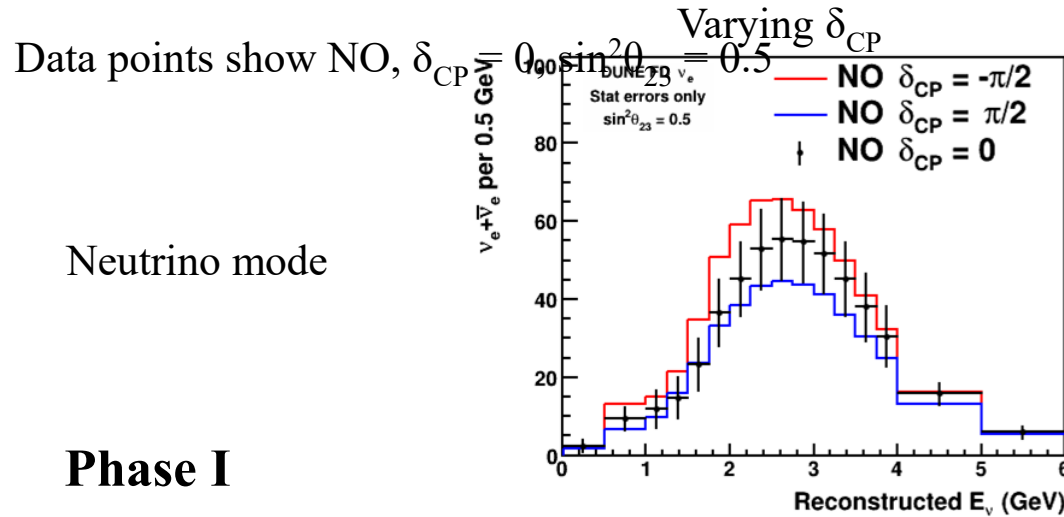 Varying δCP
Data points show NO, δCP = 0, sin²θ23 = 0.5
DUNE FD νe
Stat errors only
sin²θ23 = 0.5
NO δCP = -π/2
NO δCP = π/2
NO δCP = 0
νe+ν̅e per 0.5 GeV
100
80
60
40
20
0
Neutrino mode
Phase I
0 1 2 3 4 5 6
Reconstructed Eν (GeV)